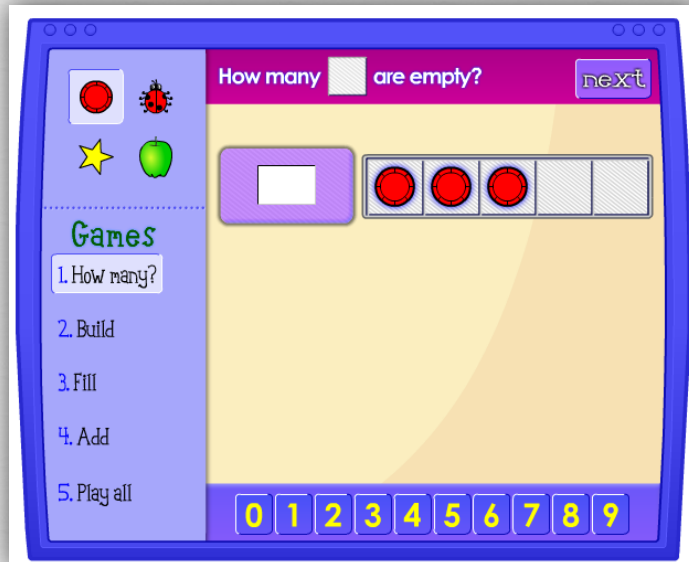 How many are empty?
next
Games
1. How many?
2. Build
3. Fill
4. Add
5. Play all
0 1 2 3 4 5 6 7 8 9